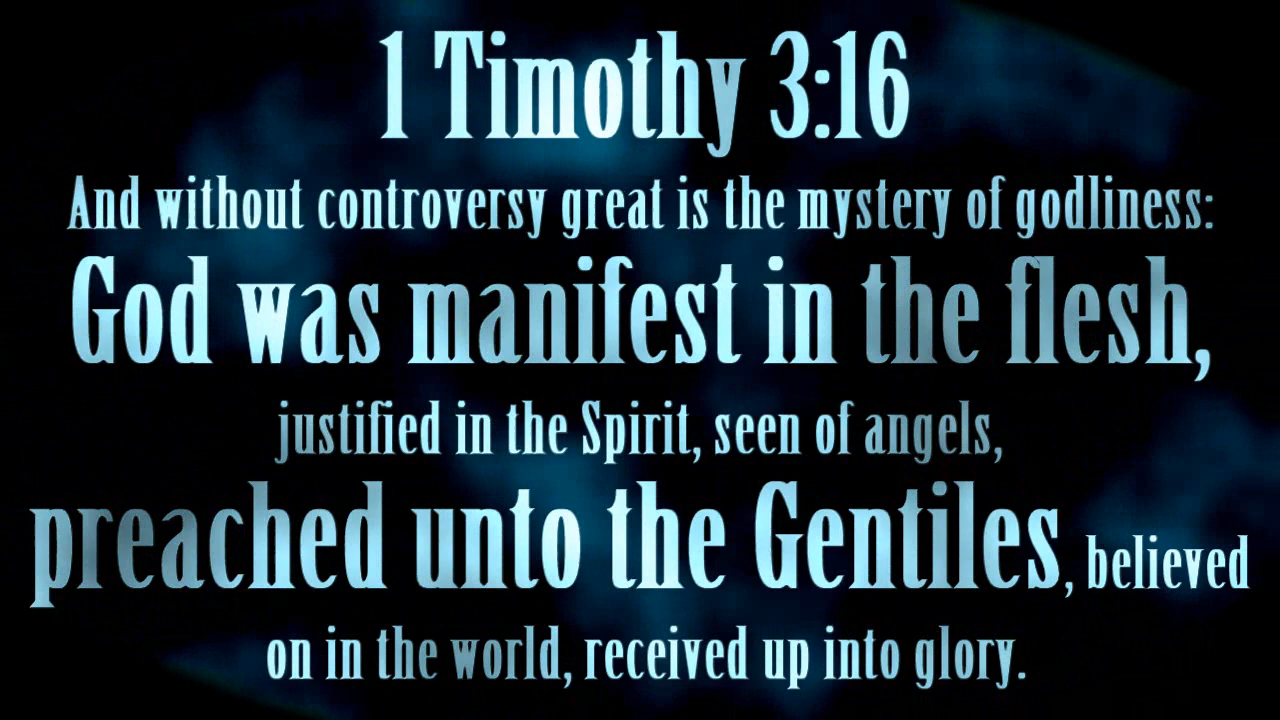 1 Timothy 3:16
And without controversy great is the mystery of godliness:
God was manifest in the flesh,
justified in the Spirit, seen of angels,
preached unto the Gentiles, believed
on in the world, received up into glory.